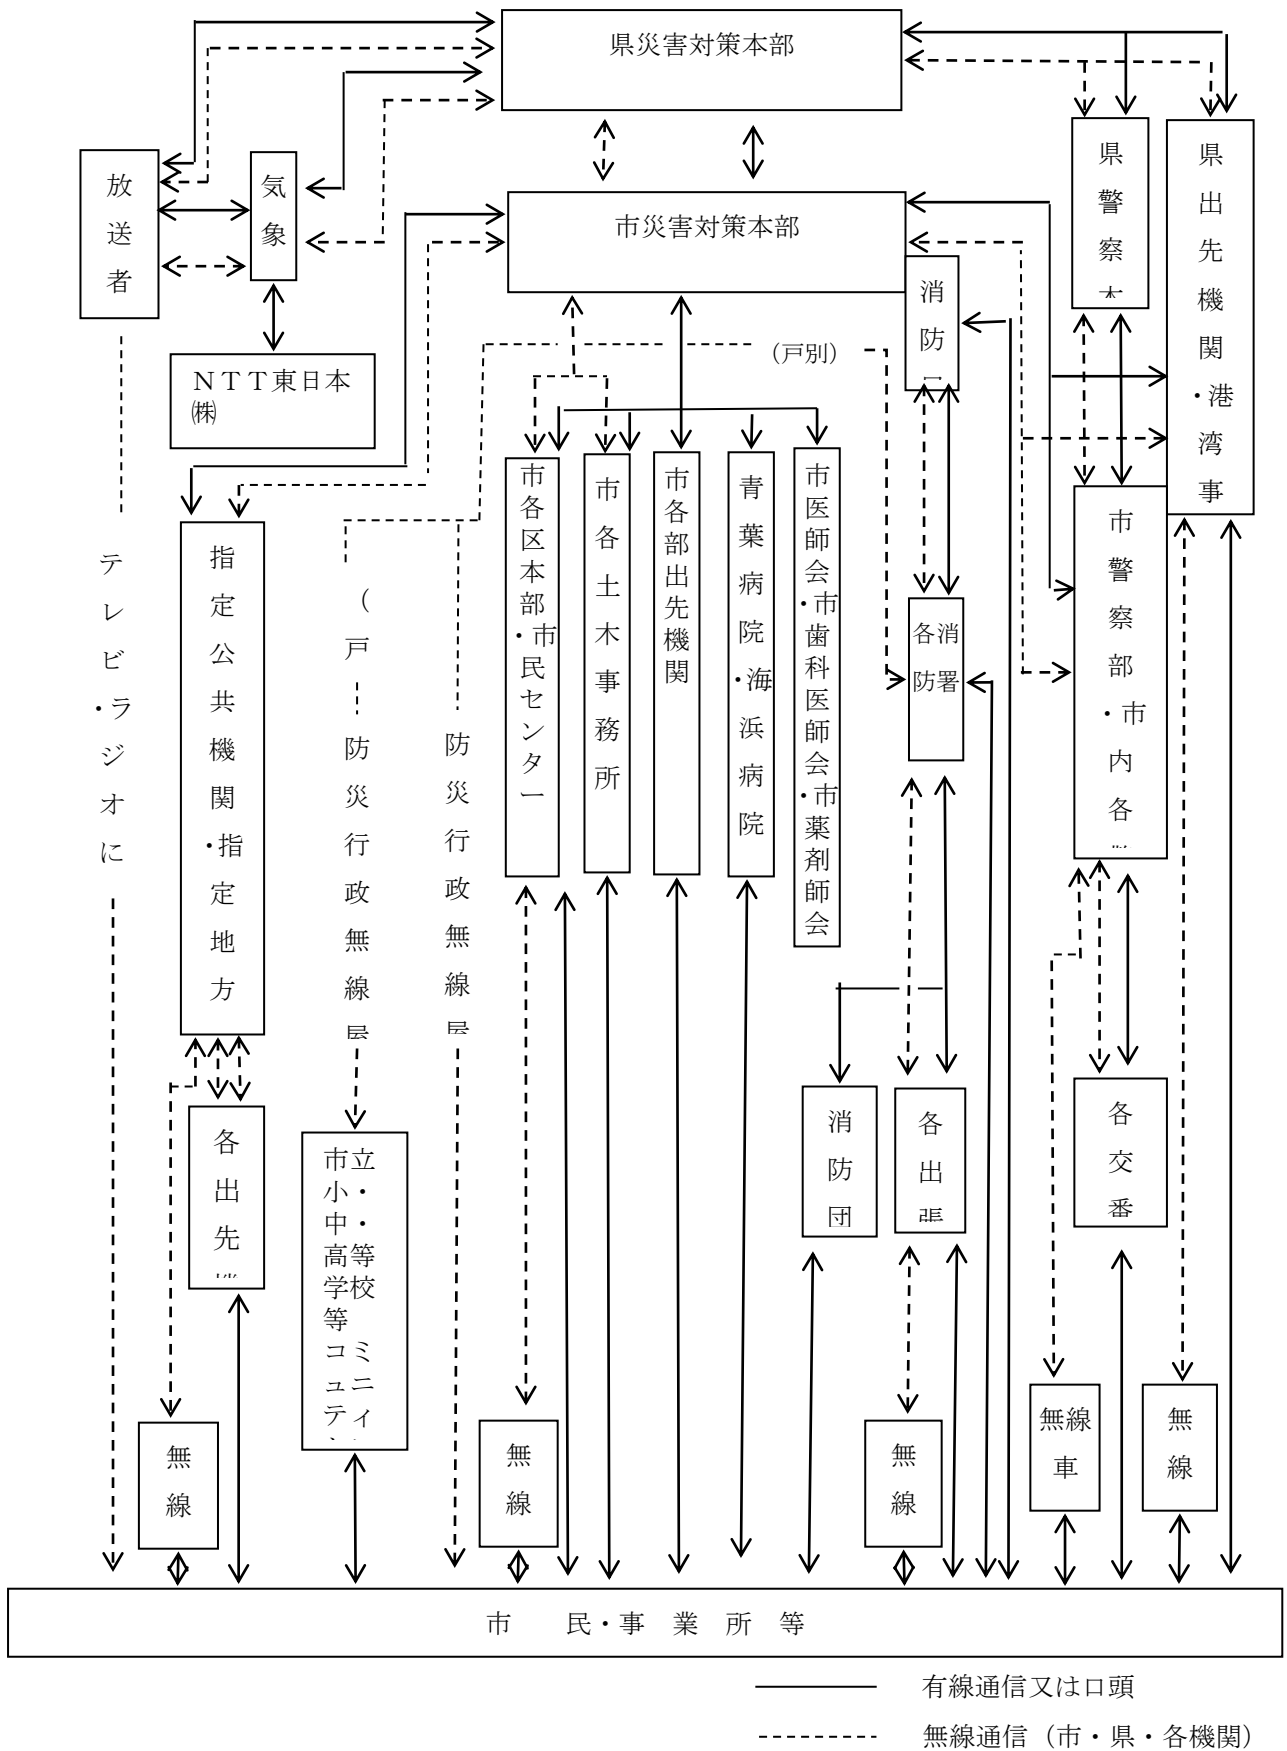 県災害対策本部
放送者
気象
県警察本
県出先機関・港湾事
市災害対策本部
消防
(戸別)
NTT東日本
㈱
指定公共機関・指定地方
テレビ・ラジオに
(戸
防災行政無線屋
防災行政無線屋
市各区本部・市民センター
市各土木事務所
市各部出先機関
青葉病院・海浜病院
市医師会・市歯科医師会・市薬剤師会
各消
防署
市警察部・市内各
各出先機
市立
小・
中・
高等
学校
等
コミ
ュニ
ティ
消防団
各出張
各交番
無線
無線
無線
無線
車
無線
市 民・事 業 所 等
有線通信又は口頭
無線通信(市・県・各機関)